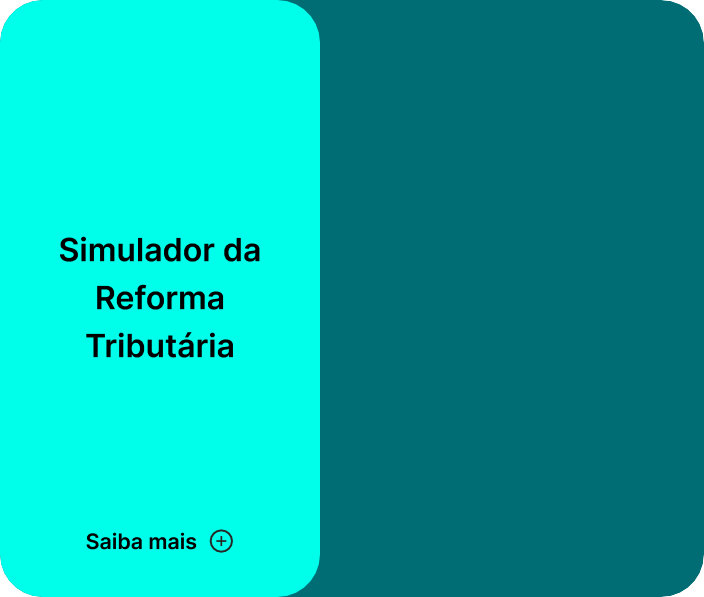 Simulador da
Reforma
Tributária
Saiba mais